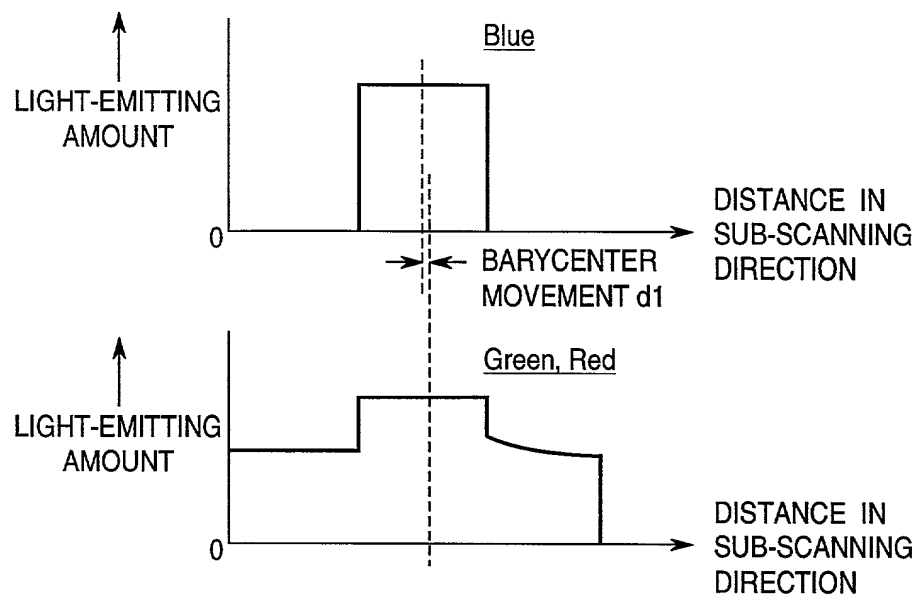 Blue
LIGHT-EMITTING
AMOUNT
0
DISTANCE IN
SUB-SCANNING
DIRECTION
BARYCENTER
MOVEMENT d1
Green, Red
LIGHT-EMITTING
AMOUNT
0
DISTANCE IN
SUB-SCANNING
DIRECTION